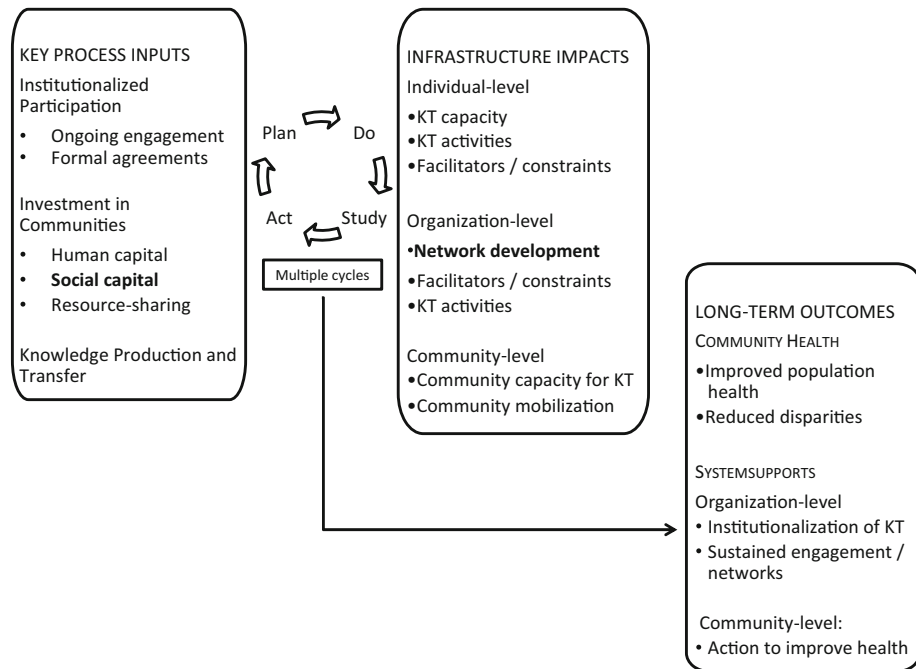 KEY PROCESS INPUTS
Institutionalized
Participation
• Ongoing engagement
• Formal agreements
Investment in
Communities
• Human capital
• Social capital
• Resource-sharing
Knowledge Production and
Transfer
Plan
Do
Act
Study
Multiple cycles
INFRASTRUCTURE IMPACTS
Individual-level
•KT capacity
•KT activities
•Facilitators / constraints
Organization-level
•Network development
•Facilitators / constraints
•KT activities
Community-level
•Community capacity for KT
•Community mobilization
LONG-TERM OUTCOMES
COMMUNITY HEALTH
•Improved population
health
•Reduced disparities
SYSTEMSUPPORTS
Organization-level
• Institutionalization of KT
• Sustained engagement /
networks
Community-level:
• Action to improve health